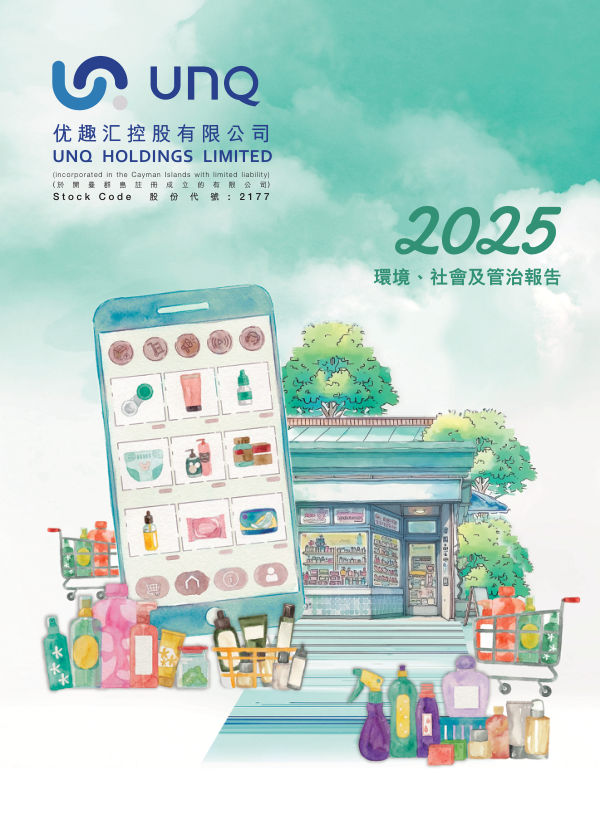 UNQ
优趣汇控股有限公司
UNQ HOLDINGS LIMITED
(incorporated in the Cayman Islands with limited liability)
(於開曼群島註冊成立的有限公司)
Stock Code 股份代號: 2177
2025
環境、社會及管治報告